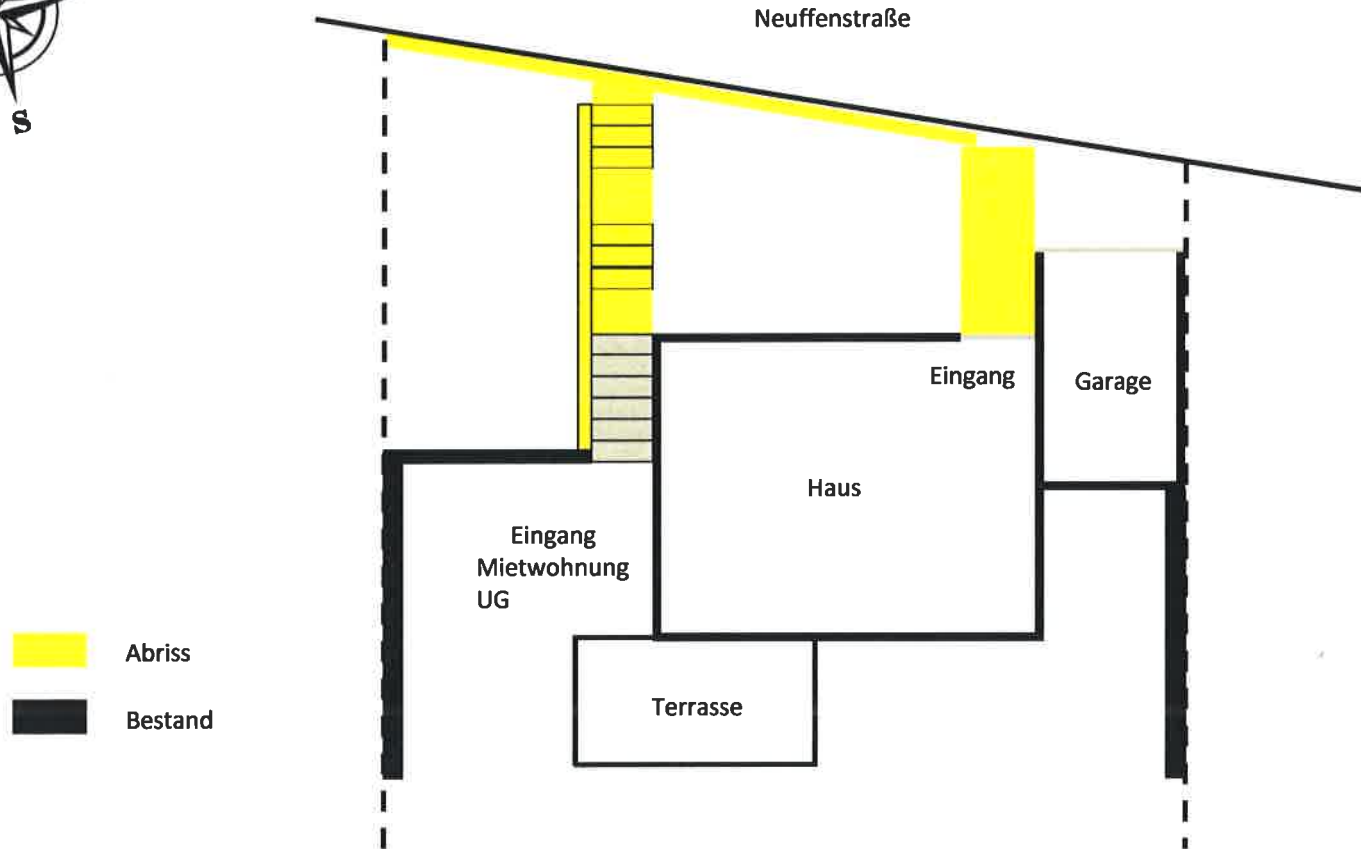 Neuffenstraße
S
Eingang
Garage
Haus
Eingang
Mietwohnung
UG
Abriss
Terrasse
Bestand